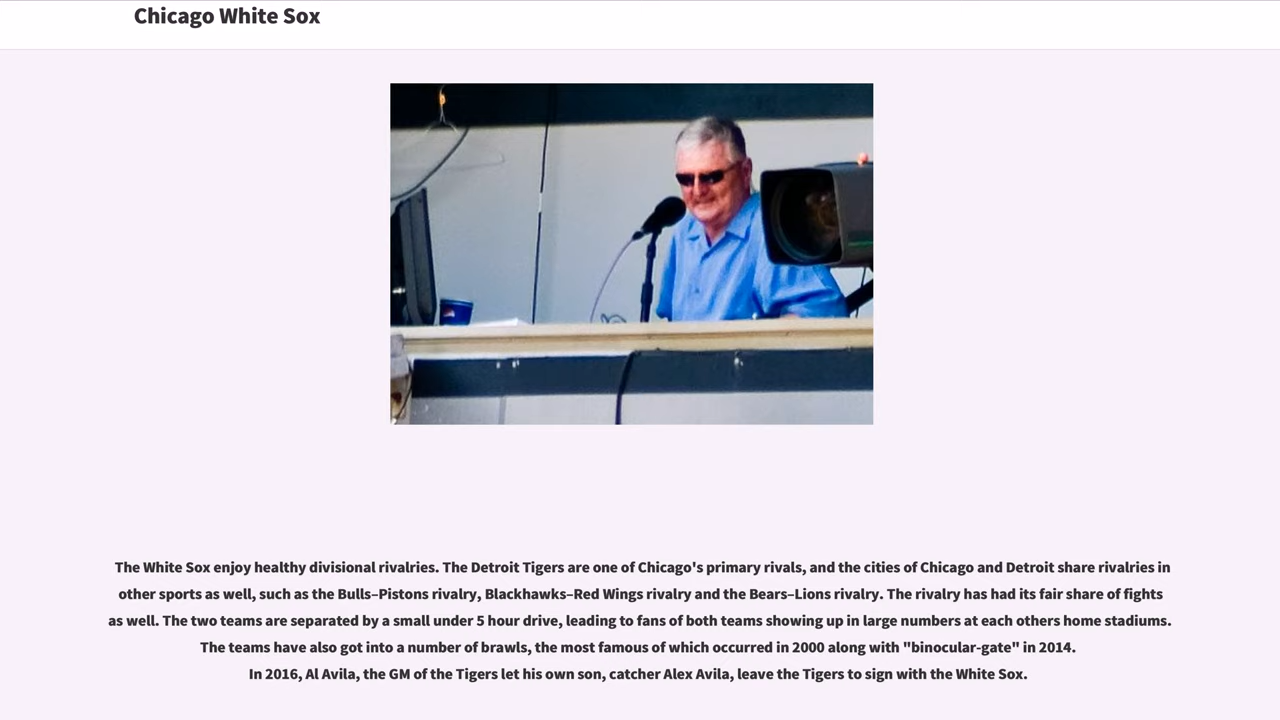 Chicago White Sox
The White Sox enjoy healthy divisional rivalries. The Detroit Tigers are one of Chicago's primary rivals, and the cities of Chicago and Detroit share rivalries in
other sports as well, such as the Bulls–Pistons rivalry, Blackhawks–Red Wings rivalry and the Bears–Lions rivalry. The rivalry has had its fair share of fights
as well. The two teams are separated by a small under 5 hour drive, leading to fans of both teams showing up in large numbers at each others home stadiums.
The teams have also got into a number of brawls, the most famous of which occurred in 2000 along with "binocular-gate" in 2014.
In 2016, Al Avila, the GM of the Tigers let his own son, catcher Alex Avila, leave the Tigers to sign with the White Sox.